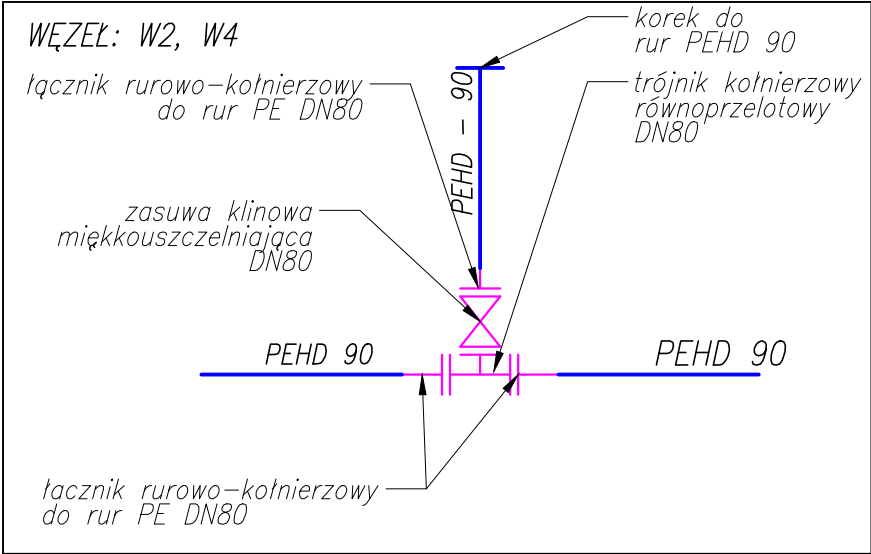 WĘZEŁ: W2, W4
korek do
rur PEHD 90
łącznik rurowo-kołnierzowy
do rur PE DN80
trójnik kołnierzowy
równoprzelotowy
DN80
PEHD - 90
zasuwa klinowa
miękkouszczelniająca
DN80
PEHD 90
PEHD 90
łacznik rurowo-kołnierzowy
do rur PE DN80